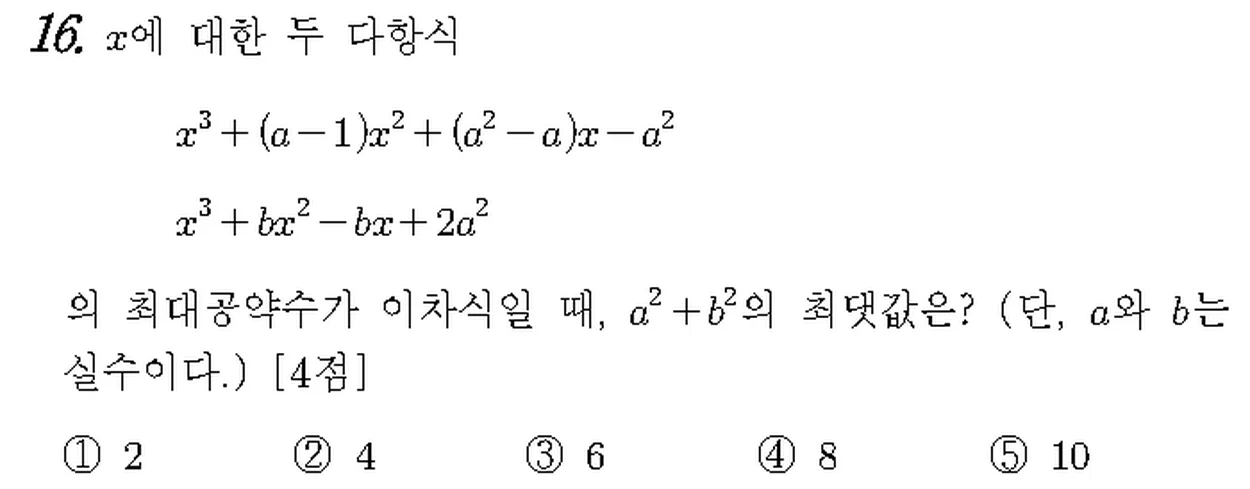 16. x에 대한 두 다항식
x³+(a-1)x²+(a²-a)x-a²
x³+bx²-bx+2a²
의 최대공약수가 이차식일 때, a²+b²의 최댓값은? (단, a와 b는
실수이다.) [4점]
① 2 ② 4 ③ 6 ④ 8 ⑤ 10